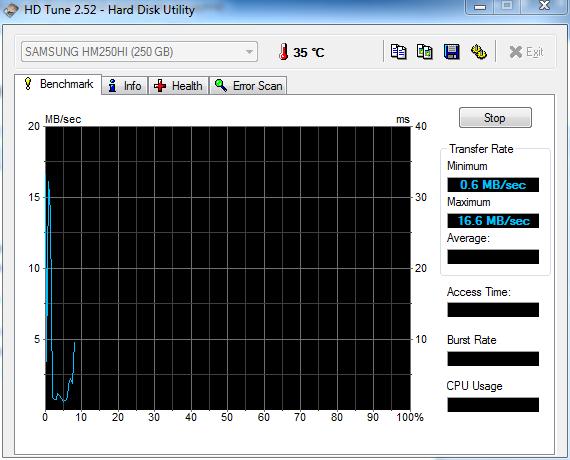 HD Tune 2.52 - Hard Disk Utility
SAMSUNG HM250HI (250 GB)
35 °C
Exit
Benchmark
Info
Health
Error Scan
Stop
20 MB/sec ms 40
15 30
10 20
5 10
0 10 20 30 40 50 60 70 80 90 100%
Transfer Rate
Minimum
0.6 MB/sec
Maximum
16.6 MB/sec
Average:
Access Time:
Burst Rate
CPU Usage